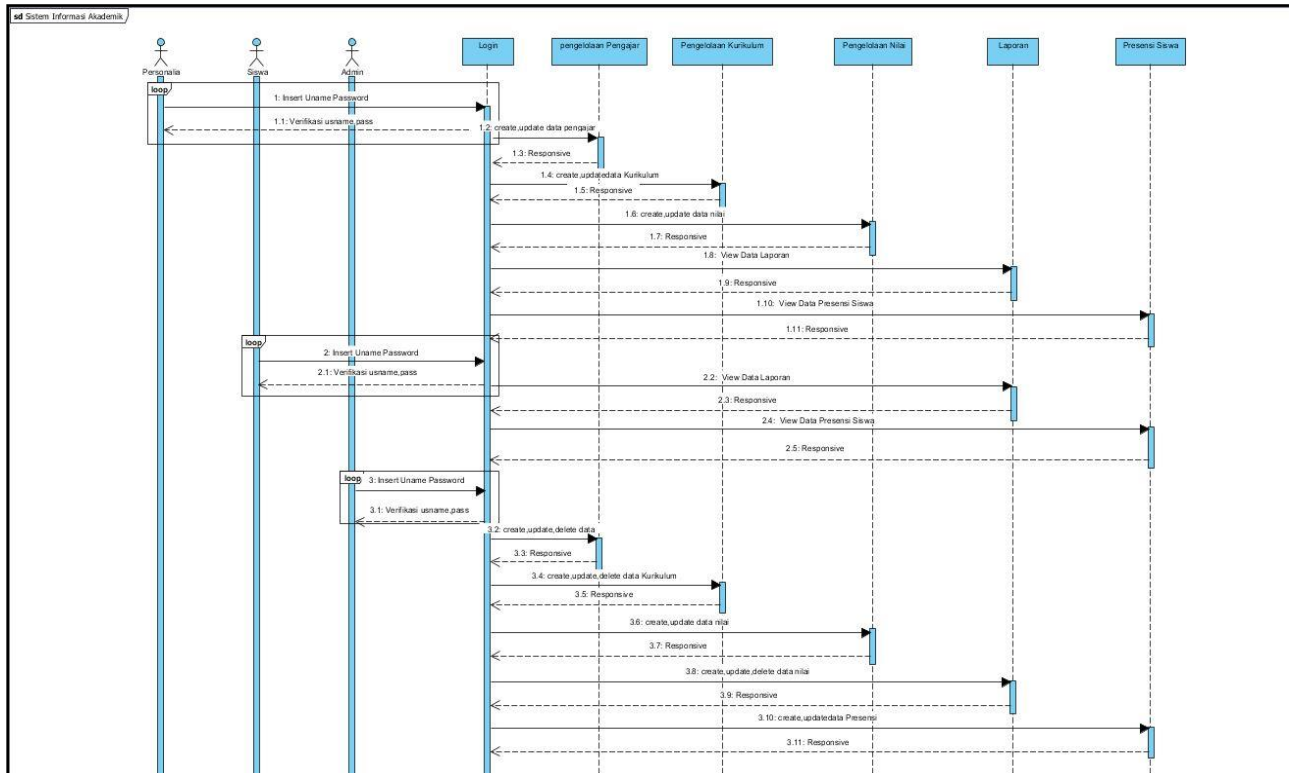 sd Sistem Informasi Akademik
Personalia
Siswa
Admin
Login
pengelolaan Pengajar
Pengelolaan Kurikulum
Pengelolaan Nilai
Laporan
Presensi Siswa
loop
1: Insert Uname Password
1.1: Verifikasi usname,pass
1.2: create,update data pengajar
1.3: Responsive
1.4: create,updatedata Kurikulum
1.5: Responsive
1.6: create,update data nilai
1.7: Responsive
1.8: View Data Laporan
1.9: Responsive
1.10: View Data Presensi Siswa
1.11: Responsive
loop
2: Insert Uname Password
2.1: Verifikasi usname,pass
2.2: View Data Laporan
2.3: Responsive
2.4: View Data Presensi Siswa
2.5: Responsive
loop
3: Insert Uname Password
3.1: Verifikasi usname,pass
3.2: create,update,delete data
3.3: Responsive
3.4: create,update,delete data Kurikulum
3.5: Responsive
3.6: create,update data nilai
3.7: Responsive
3.8: create,update,delete data nilai
3.9: Responsive
3.10: create,updatedata Presensi
3.11: Responsive